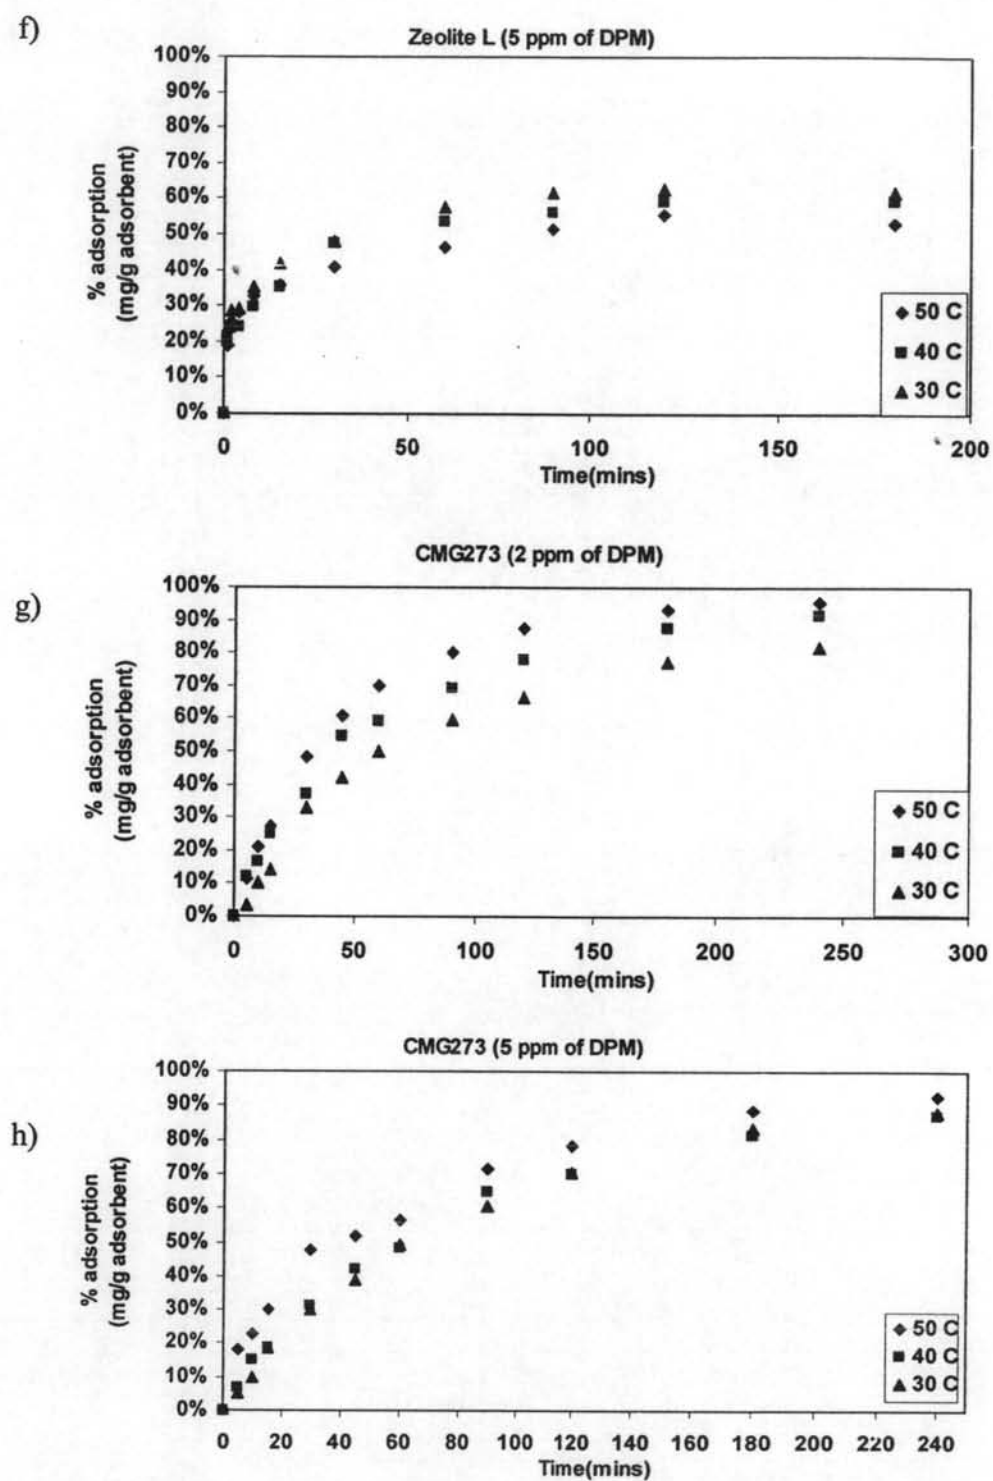 f)
Zeolite L (5 ppm of DPM)
100%
90%
80%
70%
60%
50%
40%
30%
20%
10%
0%
% adsorption
(mg/g adsorbent)
0 50 100 150 200
Time(mins)
50 C
40 C
30 C
g)
CMG273 (2 ppm of DPM)
100%
90%
80%
70%
60%
50%
40%
30%
20%
10%
0%
% adsorption
(mg/g adsorbent)
0 50 100 150 200 250 300
Time(mins)
50 C
40 C
30 C
h)
CMG273 (5 ppm of DPM)
100%
90%
80%
70%
60%
50%
40%
30%
20%
10%
0%
% adsorption
(mg/g adsorbent)
0 20 40 60 80 100 120 140 160 180 200 220 240
Time(mins)
50 C
40 C
30 C